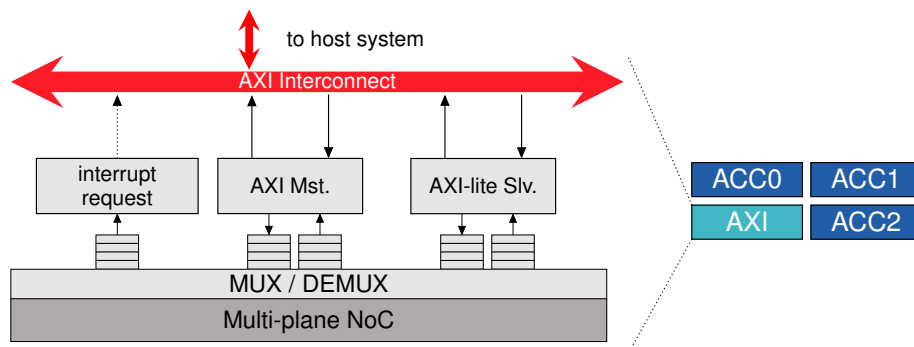 to host system
AXI Interconnect
interrupt
request
AXI Mst.
AXI-lite Slv.
ACC0
ACC1
AXI
ACC2
MUX / DEMUX
Multi-plane NoC